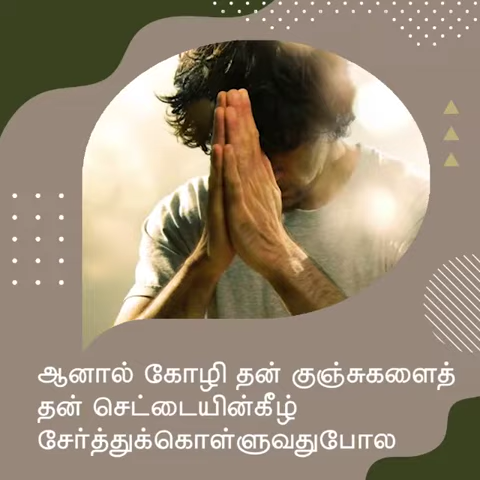 ஆனால் கோழி தன் குஞ்சுகளைத்
தன் செட்டையின்கீழ்
சேர்த்துக்கொள்ளுவதுபோல